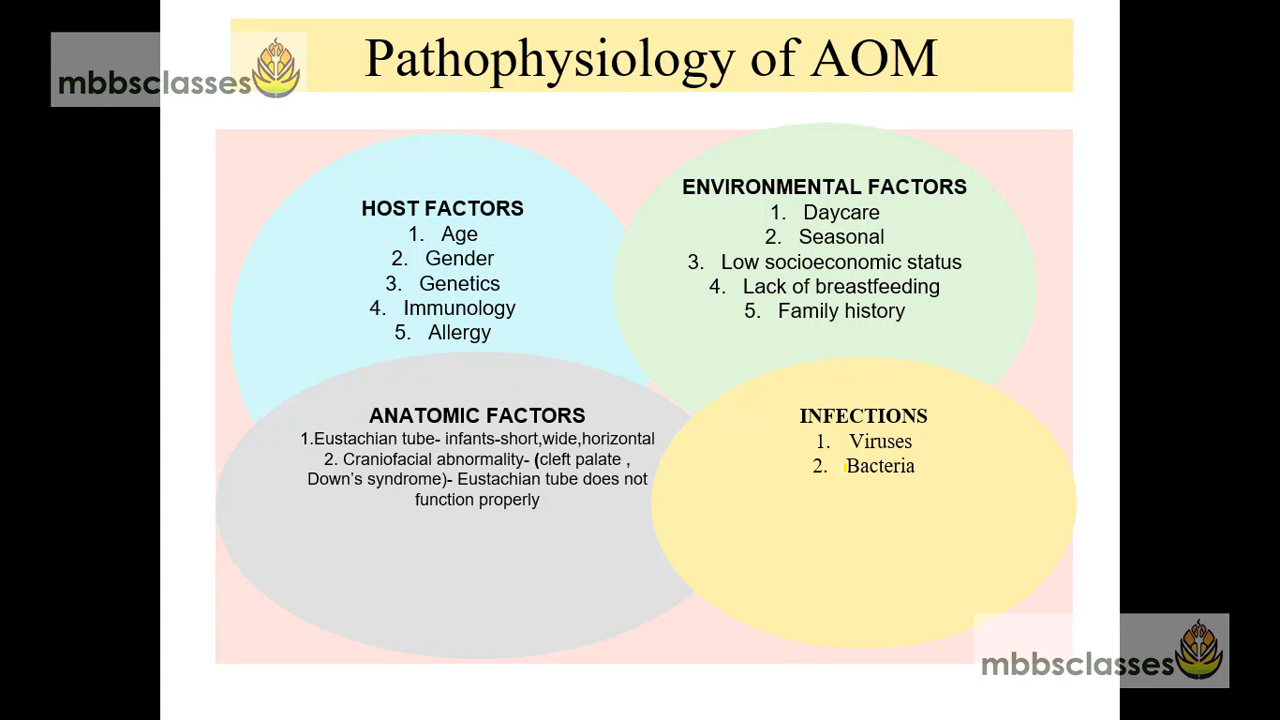 Pathophysiology of AOM
mbbsclasses
HOST FACTORS
1. Age
2. Gender
3. Genetics
4. Immunology
5. Allergy
ENVIRONMENTAL FACTORS
1. Daycare
2. Seasonal
3. Low socioeconomic status
4. Lack of breastfeeding
5. Family history
ANATOMIC FACTORS
1.Eustachian tube- infants-short,wide,horizontal
2. Craniofacial abnormality- (cleft palate ,
Down's syndrome)- Eustachian tube does not
function properly
INFECTIONS
1. Viruses
2. Bacteria
mbbsclasses